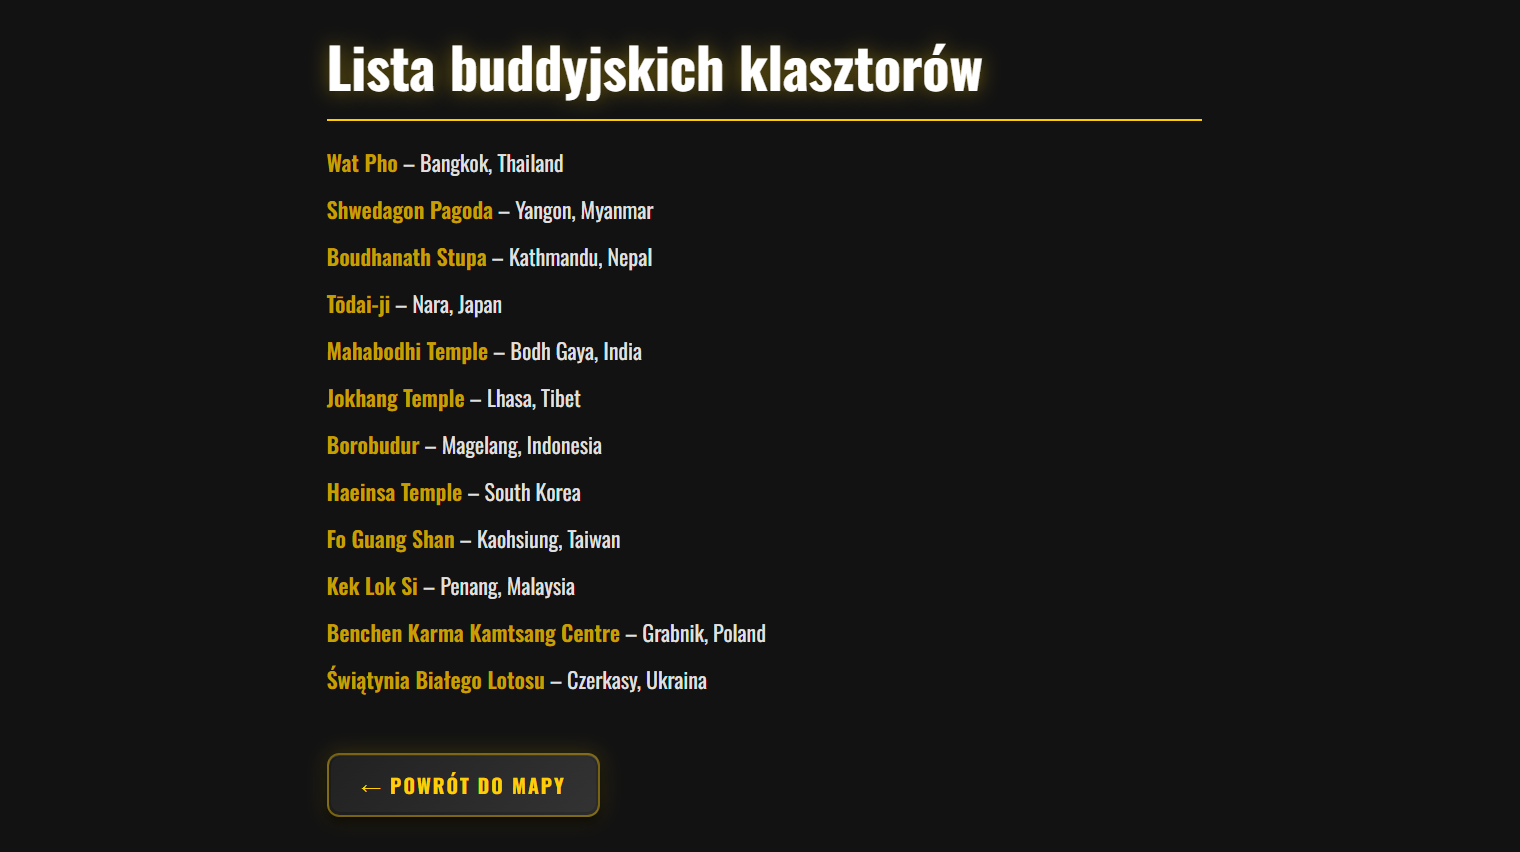 Lista buddyjskich klasztorów
Wat Pho – Bangkok, Thailand
Shwedagon Pagoda – Yangon, Myanmar
Boudhanath Stupa – Kathmandu, Nepal
Tōdai-ji – Nara, Japan
Mahabodhi Temple – Bodh Gaya, India
Jokhang Temple – Lhasa, Tibet
Borobudur – Magelang, Indonesia
Haeinsa Temple – South Korea
Fo Guang Shan – Kaohsiung, Taiwan
Kek Lok Si – Penang, Malaysia
Benchen Karma Kamtsang Centre – Grabnik, Poland
Świątynia Białego Lotosu – Czerkasy, Ukraina
← POWRÓT DO MAPY